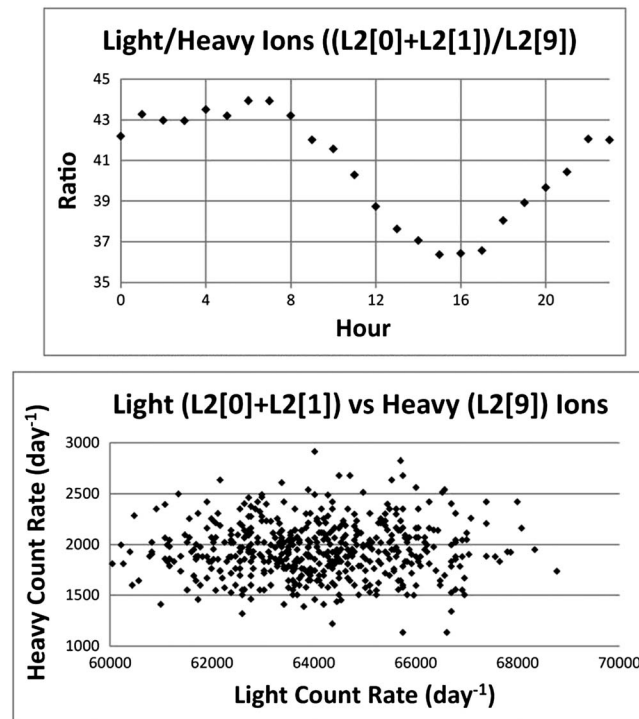 Light/Heavy Ions ((L2[0]+L2[1])/L2[9])
45
43
41
39
37
35
Ratio
0 4 8 12 16 20
Hour
Light (L2[0]+L2[1]) vs Heavy (L2[9]) Ions
3000
2500
2000
1500
1000
Heavy Count Rate (day⁻¹)
60000 62000 64000 66000 68000 70000
Light Count Rate (day⁻¹)